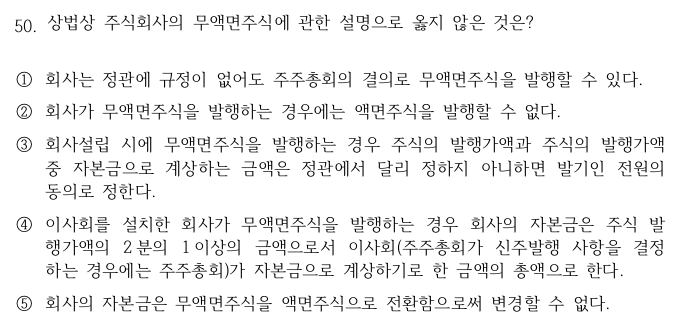 50. 상법상 주식회사의 무액면주식에 관한 설명으로 옳지 않은 것은?
① 회사는 정관에 규정이 없어도 주주총회의 결의로 무액면주식을 발행할 수 있다.
② 회사가 무액면주식을 발행하는 경우에는 액면주식을 발행할 수 없다.
③ 회사설립 시에 무액면주식을 발행하는 경우 주식의 발행가액과 주식의 발행가액
중 자본금으로 계상하는 금액은 정관에서 달리 정하지 아니하면 발기인 전원의
동의로 정한다.
④ 이사회를 설치한 회사가 무액면주식을 발행하는 경우 회사의 자본금은 주식 발
행가액의 2분의 1이상의 금액으로서 이사회(주주총회가 신주발행 사항을 결정
하는 경우에는 주주총회)가 자본금으로 계상하기로 한 금액의 총액으로 한다.
⑤ 회사의 자본금은 무액면주식을 액면주식으로 전환함으로써 변경할 수 없다.